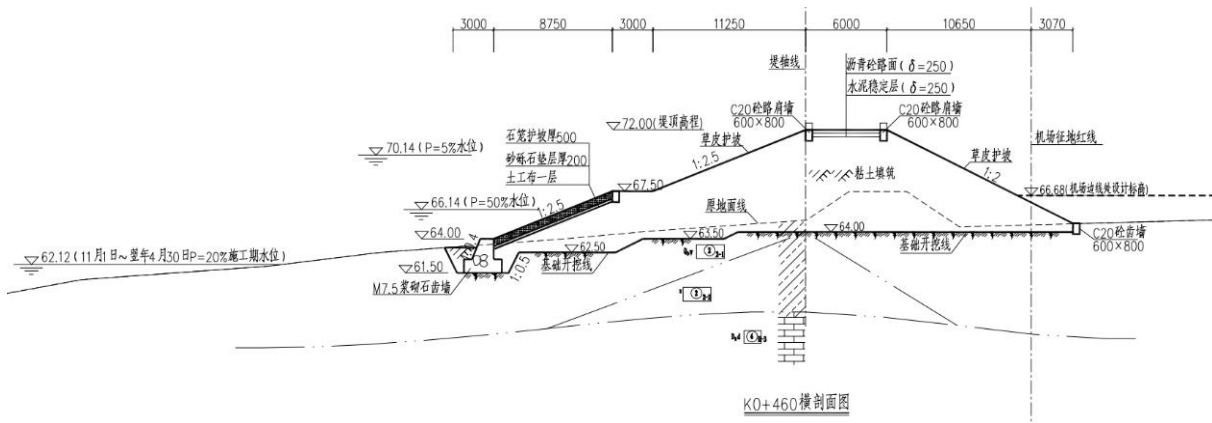 3000 8750 3000 11250 6000 10650 3070
堤轴线
沥青砼路面(δ=250)
水泥稳定层(δ=250)
C20砼路肩墙
600×800
C20砼路肩墙
600×800
72.00(堤顶高程)
机场征地红线
石笼护坡厚500
砂砾石垫层厚200
土工布一层
草皮护坡
草皮护坡
70.14(P=5%水位)
1:2.5
1:2
粘土填筑
67.50
66.68(机场边线处设计标高)
66.14(P=50%水位)
1:2.5
原地面线
64.00
63.50
64.00
C20砼齿墙
600×800
62.12(11月1日~翌年4月30日P=20%施工期水位)
62.50
基础开挖线
基础开挖线
61.50
1:0.5
M7.5浆砌石齿墙
K0+460横剖面图